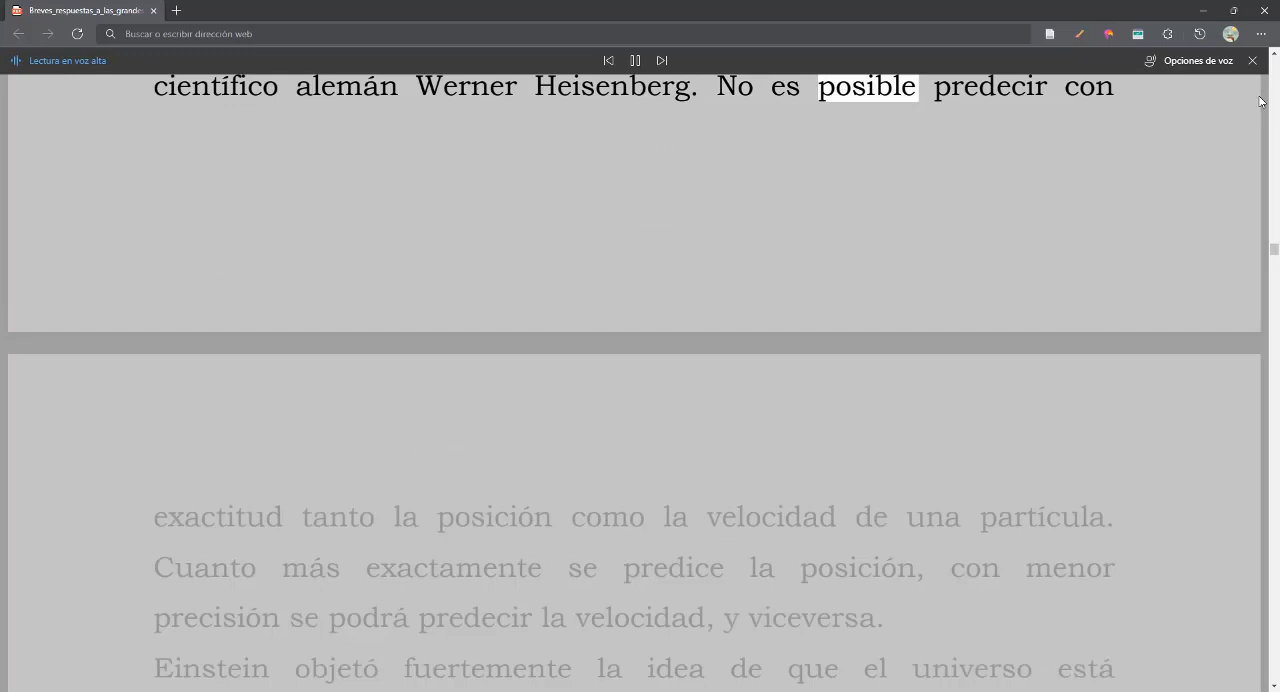 Breves_respuestas_a_las_grande
Buscar o escribir dirección web
Lectura en voz alta
Opciones de voz
científico alemán Werner Heisenberg. No es posible predecir con
exactitud tanto la posición como la velocidad de una partícula.
Cuanto más exactamente se predice la posición, con menor
precisión se podrá predecir la velocidad, y viceversa.
Einstein objetó fuertemente la idea de que el universo está